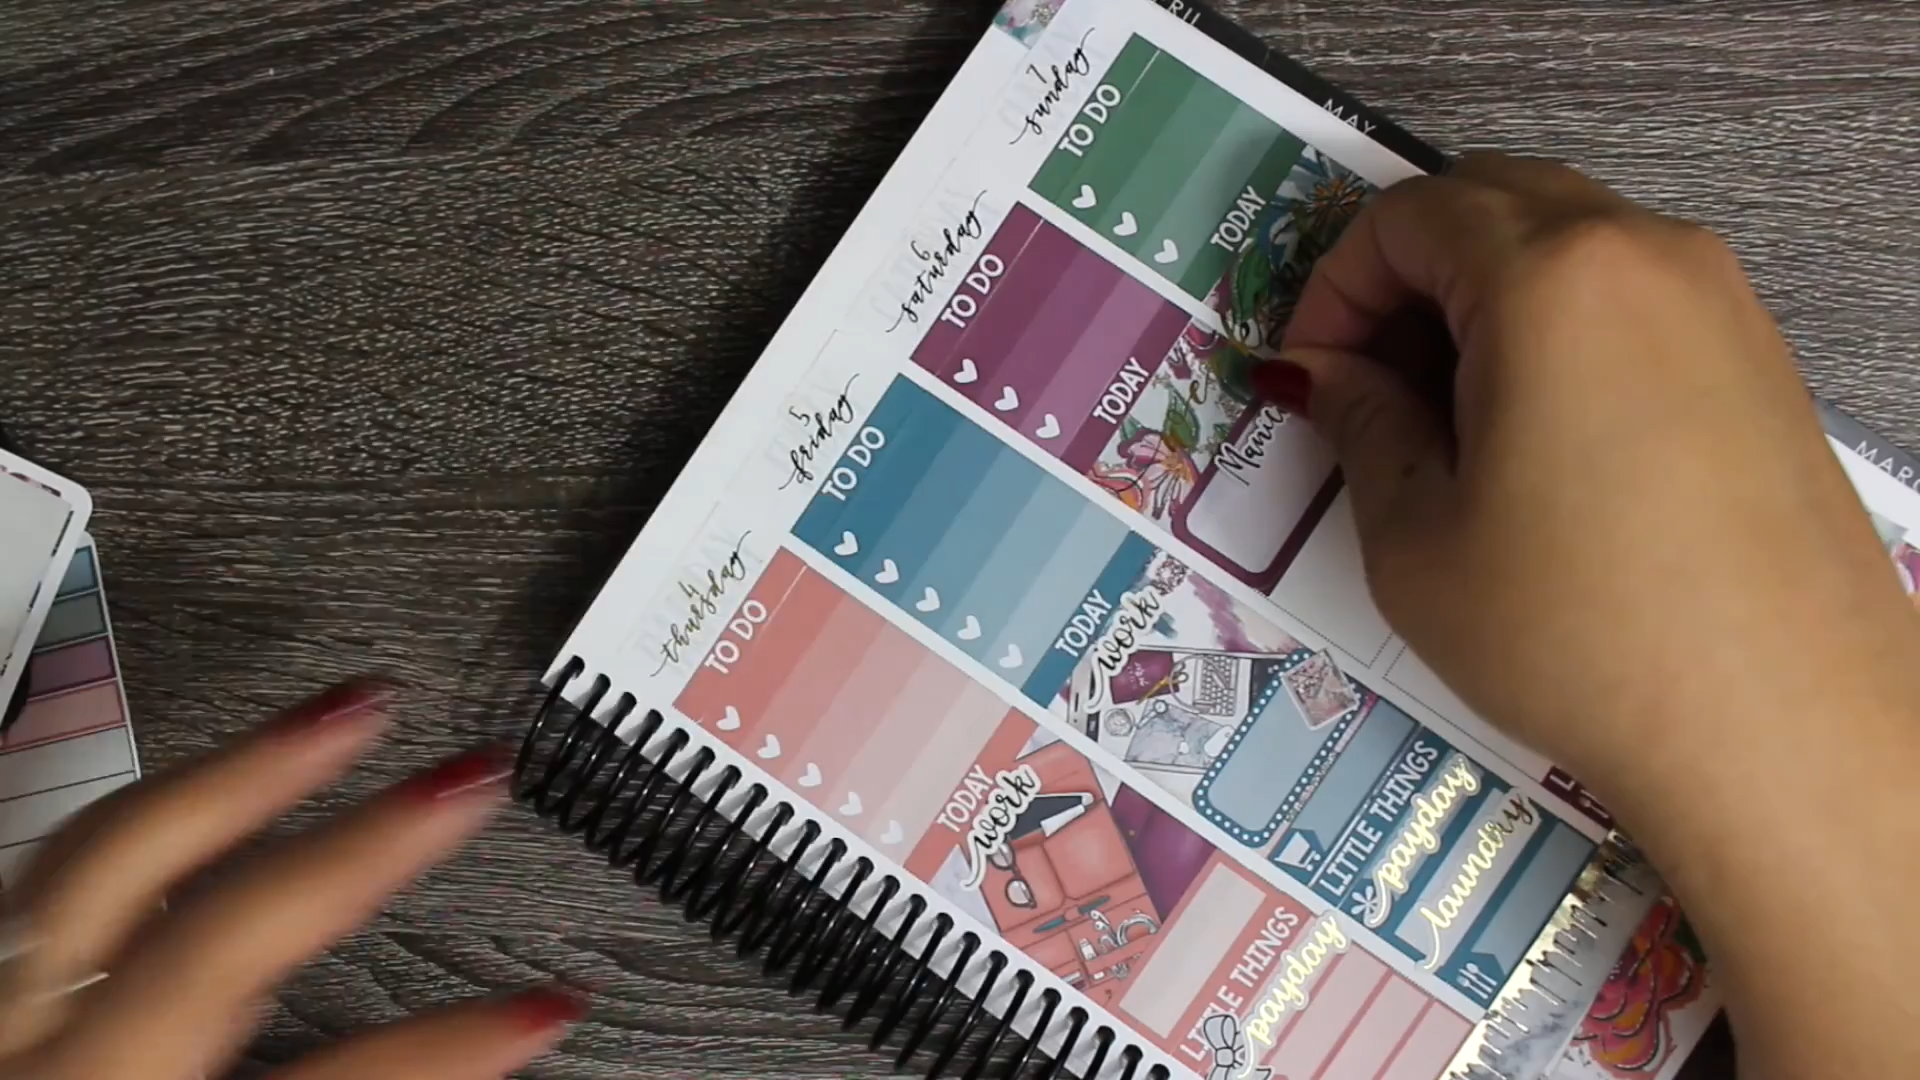 7
sunday
TO DO
TODAY
6
saturday
TO DO
TODAY
5
friday
TO DO
TODAY
work
LITTLE THINGS
payday
laundry
4
thursday
TO DO
TODAY
work
LITTLE THINGS
payday
MAY